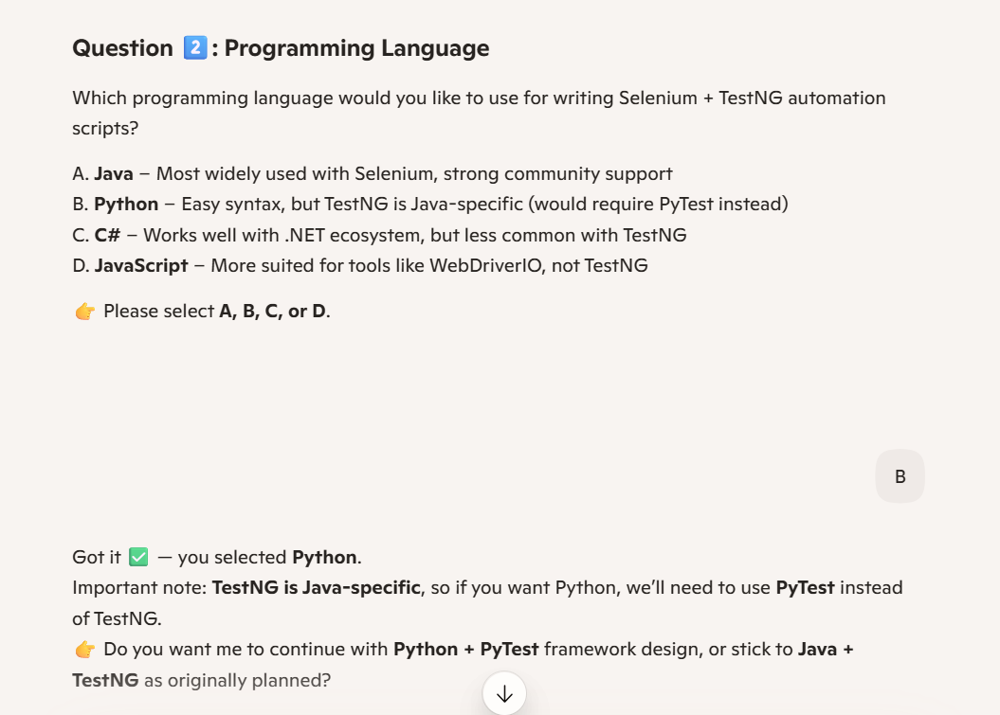 Question 2️⃣: Programming Language
Which programming language would you like to use for writing Selenium + TestNG automation
scripts?
A. Java – Most widely used with Selenium, strong community support
B. Python – Easy syntax, but TestNG is Java-specific (would require PyTest instead)
C. C# – Works well with .NET ecosystem, but less common with TestNG
D. JavaScript – More suited for tools like WebDriverIO, not TestNG
👉 Please select A, B, C, or D.
B
Got it ✅ — you selected Python.
Important note: TestNG is Java-specific, so if you want Python, we’ll need to use PyTest instead
of TestNG.
👉 Do you want me to continue with Python + PyTest framework design, or stick to Java +
TestNG as originally planned?